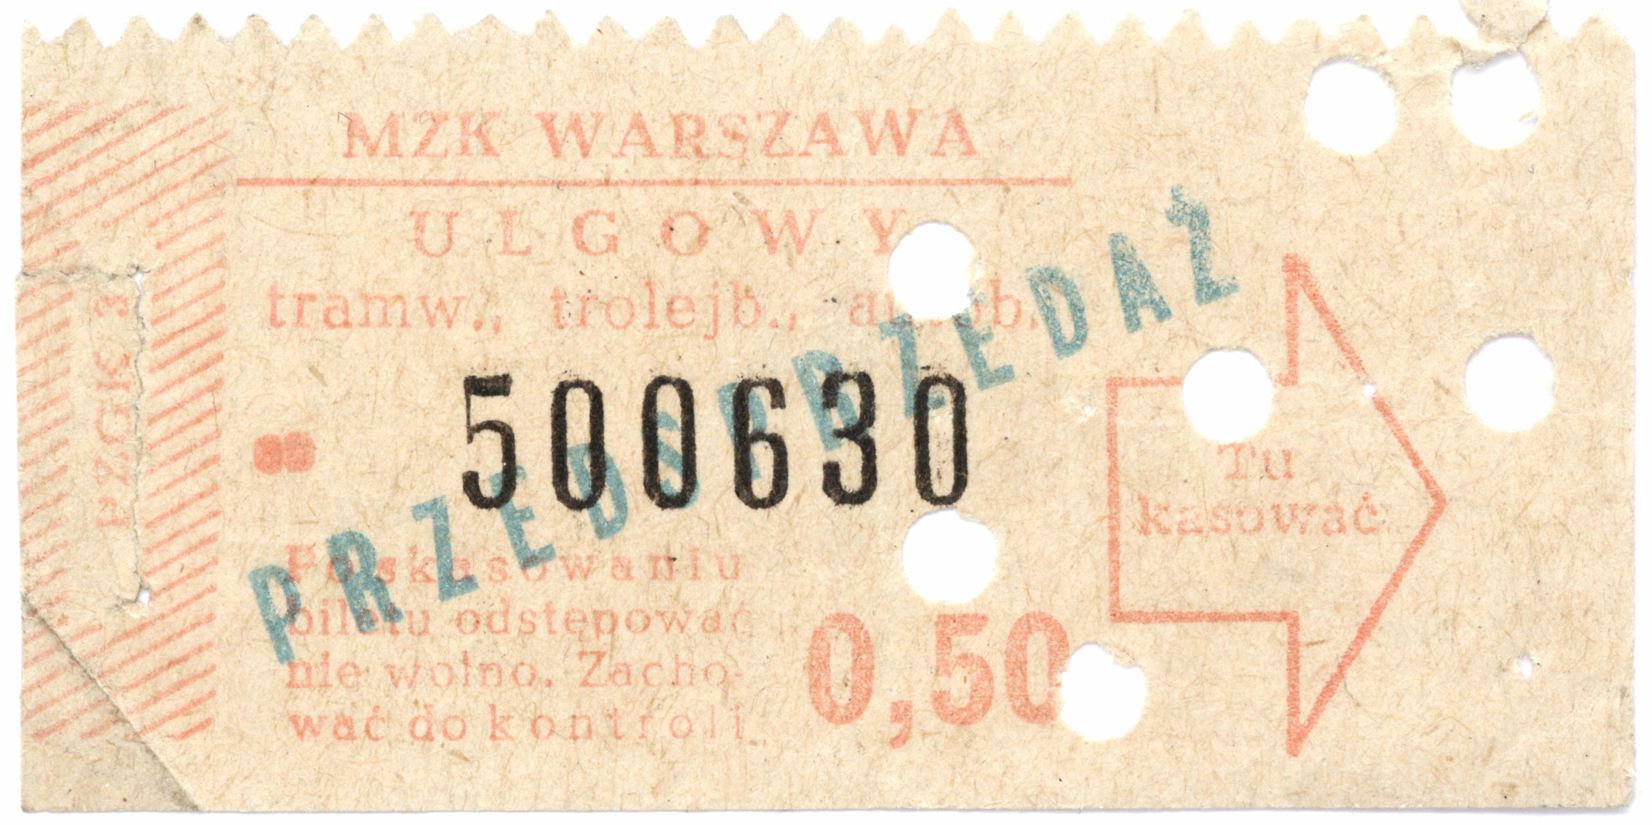 MZK WARSZAWA
ULGOWY
tramw., trolejb., autob.
500630
PRZEDSPRZEDAŻ
Po skasowaniu
biletu odstępować
nie wolno. Zacho-
wać do kontroli
0,50
Tu
kasować
PZGK 3